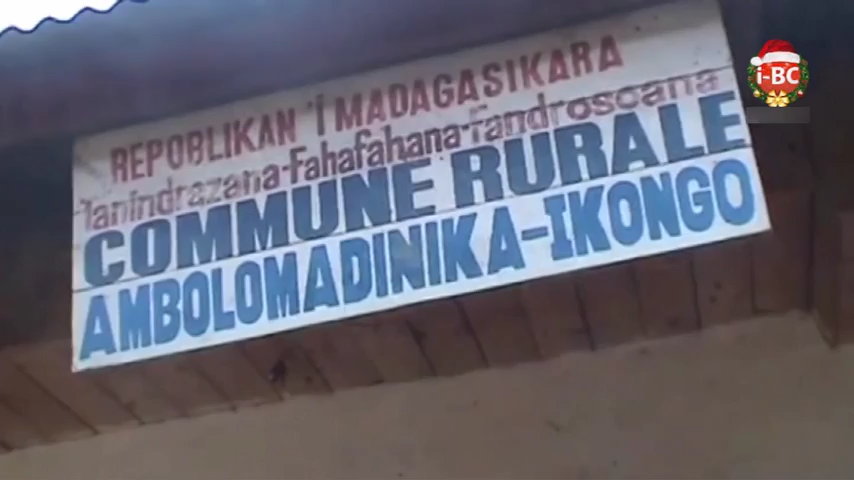 REPOBLIKAN 'I MADAGASIKARA
Tanindrazana-Fahafahana-Fandrosoana
COMMUNE RURALE
AMBOLOMADINIKA-IKONGO
i-BC